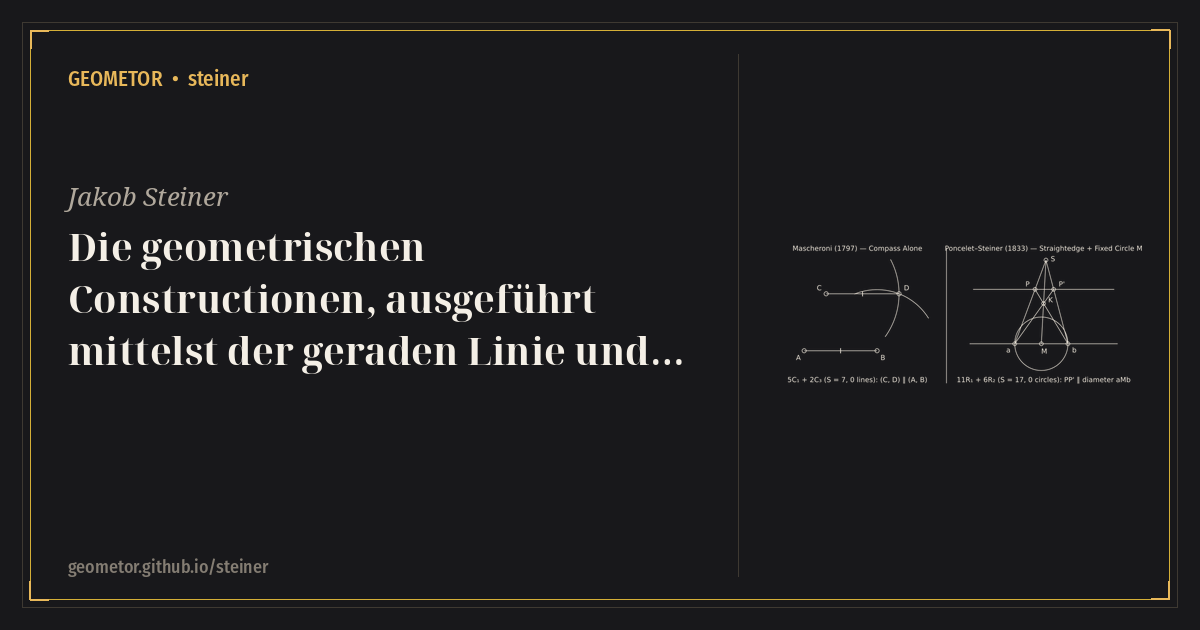 GEOMETOR • steiner
Jakob Steiner
Die geometrischen
Constructionen, ausgeführt
mittelst der geraden Linie und…
geometor.github.io/steiner
Mascheroni (1797) — Compass Alone
C
D
A
B
5C₁ + 2C₃ (S = 7, 0 lines): (C, D) ∥ (A, B)
Poncelet–Steiner (1833) — Straightedge + Fixed Circle M
S
P
P'
K
a
M
b
11R₁ + 6R₂ (S = 17, 0 circles): PP' ∥ diameter aMb